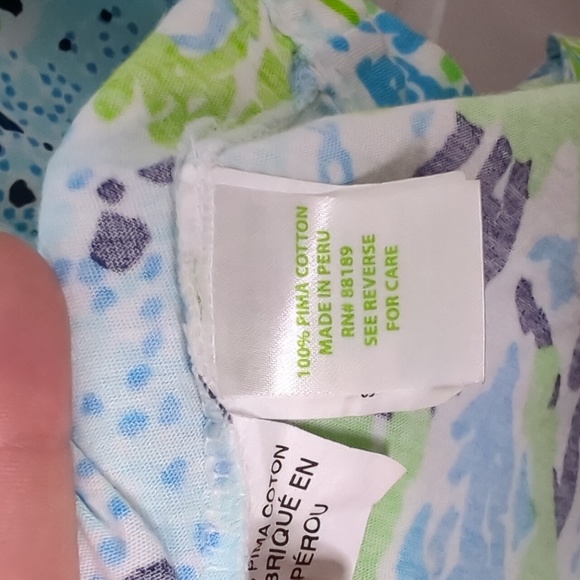 100% PIMA COTTON
MADE IN PERU
RN# 88189
SEE REVERSE
FOR CARE
PIMA COTON
BRIQUÉ EN
PÉROU